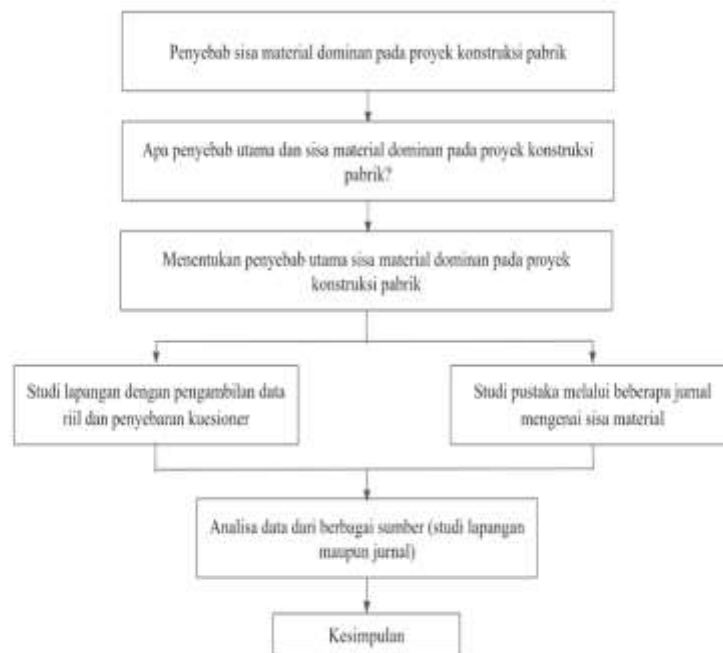 Penyebab sisa material dominan pada proyek konstruksi pabrik
Apa penyebab utama dan sisa material dominan pada proyek konstruksi
pabrik?
Menentukan penyebab utama sisa material dominan pada proyek
konstruksi pabrik
Studi lapangan dengan pengambilan data
riil dan penyebaran kuesioner
Studi pustaka melalui beberapa jurnal
mengenai sisa material
Analisa data dari berbagai sumber (studi lapangan
maupun jurnal)
Kesimpulan